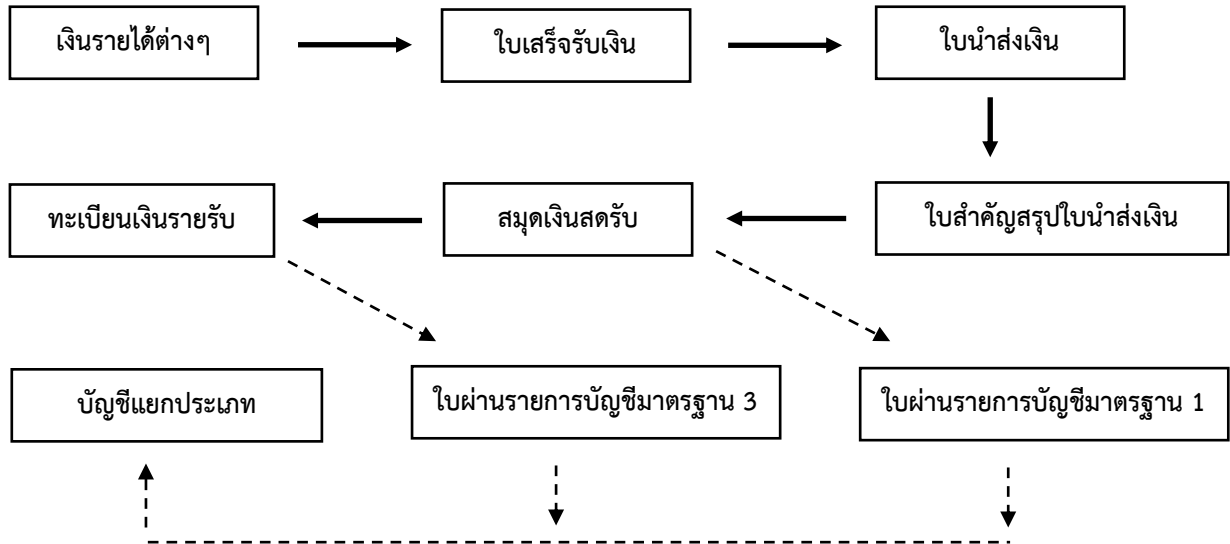 เงินรายได้ต่างๆ
ใบเสร็จรับเงิน
ใบนำส่งเงิน
ทะเบียนเงินรายรับ
สมุดเงินสดรับ
ใบสำคัญสรุปใบนำส่งเงิน
บัญชีแยกประเภท
ใบผ่านรายการบัญชีมาตรฐาน 3
ใบผ่านรายการบัญชีมาตรฐาน 1